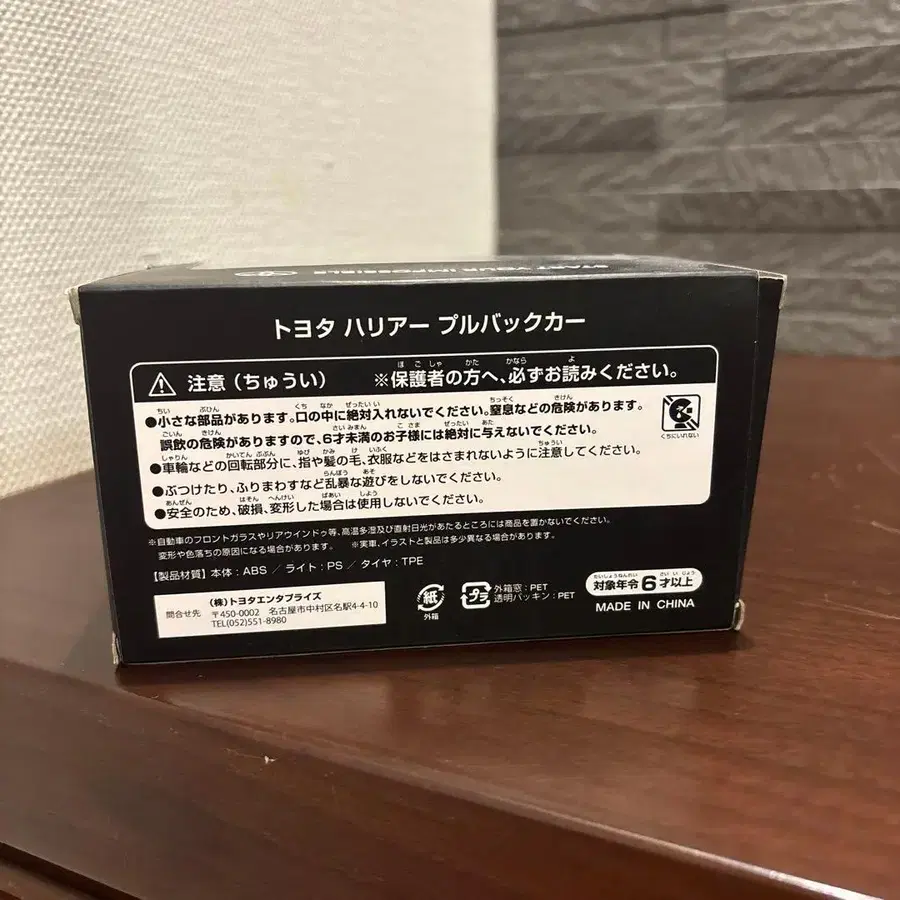 START YOUR IMPOSSIBLE
トヨタ ハリアー プルバックカー
注意（ちゅうい） ※保護者の方へ、必ずお読みください。
●小さな部品があります。口の中に絶対入れないでください。窒息などの危険があります。
誤飲の危険がありますので、6才未満のお子様には絶対に与えないでください。
●車輪などの回転部分に、指や髪の毛、衣服などをはさまれないように注意してください。
●ぶつけたり、ふりまわすなど乱暴な遊びをしないでください。
●安全のため、破損、変形した場合は使用しないでください。
くちにいれない
※自動車のフロントガラスやリアウインドゥ等、高温多湿及び直射日光があたるところには商品を置かないでください。
変形や色落ちの原因になる場合があります。 ※実車、イラストと製品は多少異なる場合があります。
【製品材質】本体：ABS／ライト：PS／タイヤ：TPE
問合せ先
（株）トヨタエンタプライズ
〒450-0002 名古屋市中村区名駅4-4-10
TEL(052)551-8980
紙
外箱
プラ
外箱窓：PET
透明パッキン：PET
対象年令6才以上
MADE IN CHINA